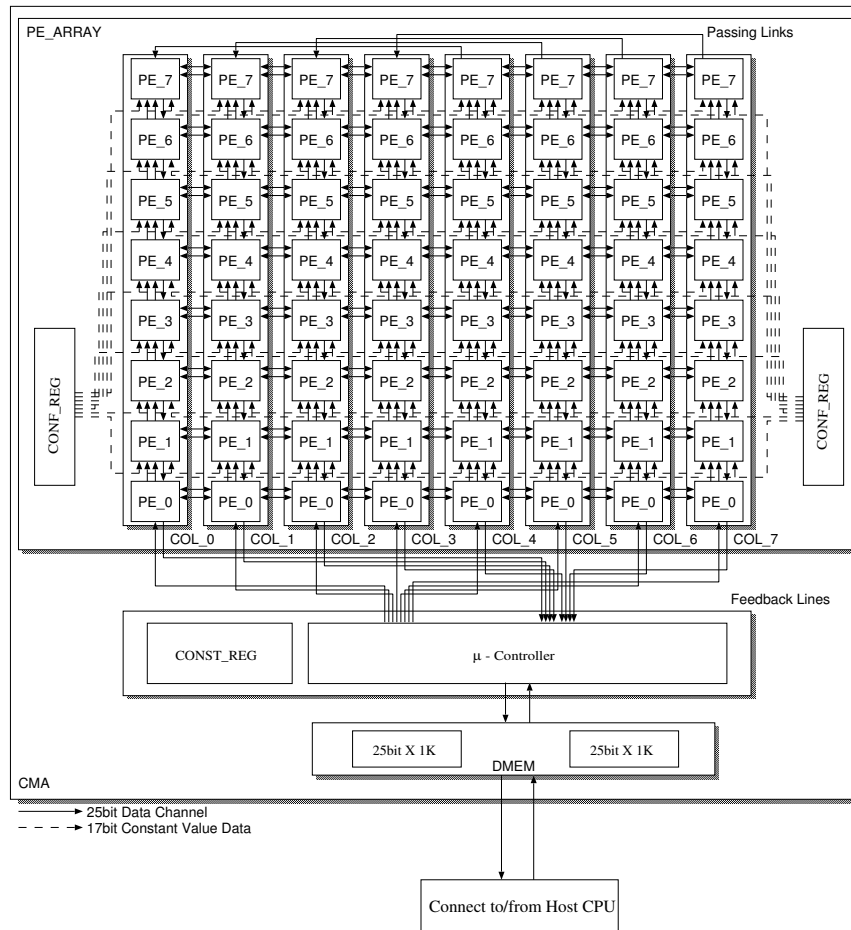 PE_ARRAY Passing Links
PE_7 PE_7 PE_7 PE_7 PE_7 PE_7 PE_7 PE_7
PE_6 PE_6 PE_6 PE_6 PE_6 PE_6 PE_6 PE_6
PE_5 PE_5 PE_5 PE_5 PE_5 PE_5 PE_5 PE_5
PE_4 PE_4 PE_4 PE_4 PE_4 PE_4 PE_4 PE_4
PE_3 PE_3 PE_3 PE_3 PE_3 PE_3 PE_3 PE_3
CONF_REG CONF_REG
PE_2 PE_2 PE_2 PE_2 PE_2 PE_2 PE_2 PE_2
PE_1 PE_1 PE_1 PE_1 PE_1 PE_1 PE_1 PE_1
PE_0 PE_0 PE_0 PE_0 PE_0 PE_0 PE_0 PE_0
COL_0 COL_1 COL_2 COL_3 COL_4 COL_5 COL_6 COL_7
Feedback Lines
CONST_REG μ - Controller
25bit X 1K 25bit X 1K
DMEM
CMA
25bit Data Channel
17bit Constant Value Data
Connect to/from Host CPU